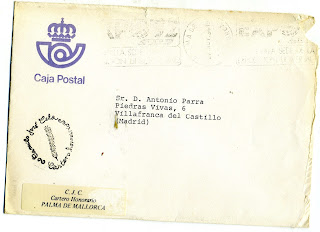 Caja Postal
Sr. D. Antonio Parra
Piedras Vivas, 6
Villafranca del Castillo
(Madrid)
C. J. C.
Cartero Honorario
PALMA DE MALLORCA